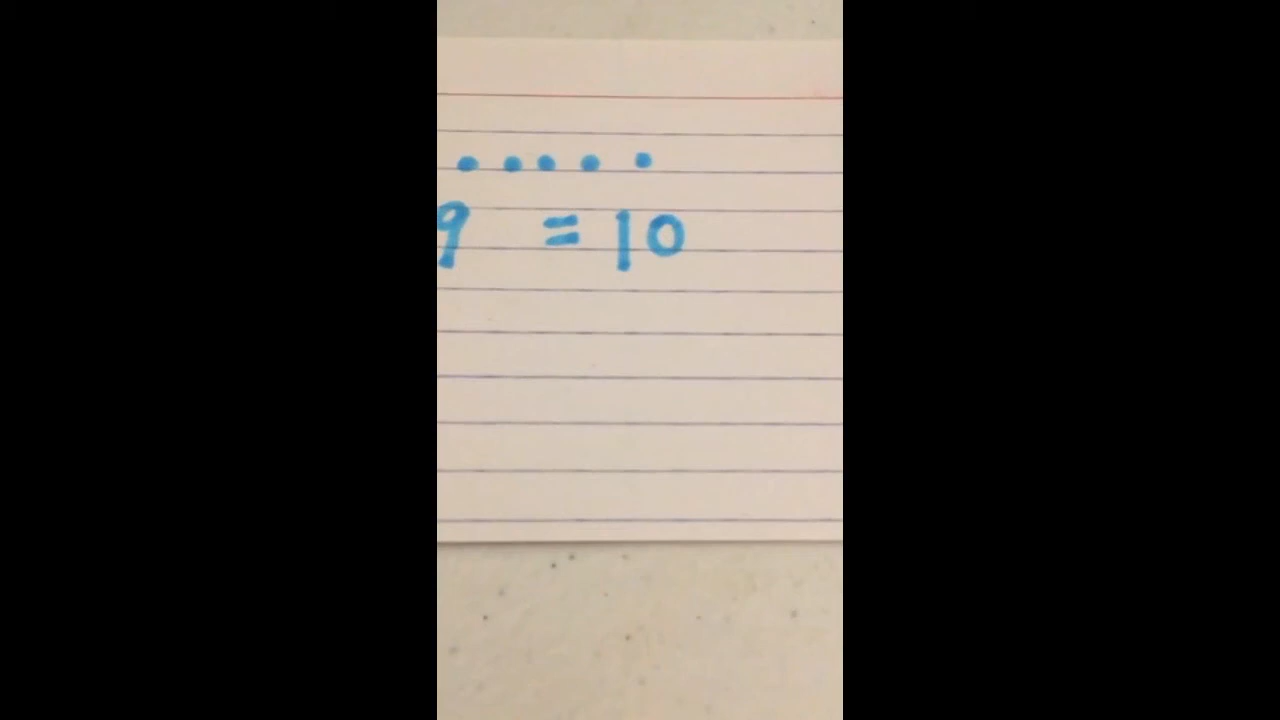 • • • • •
9 = 10